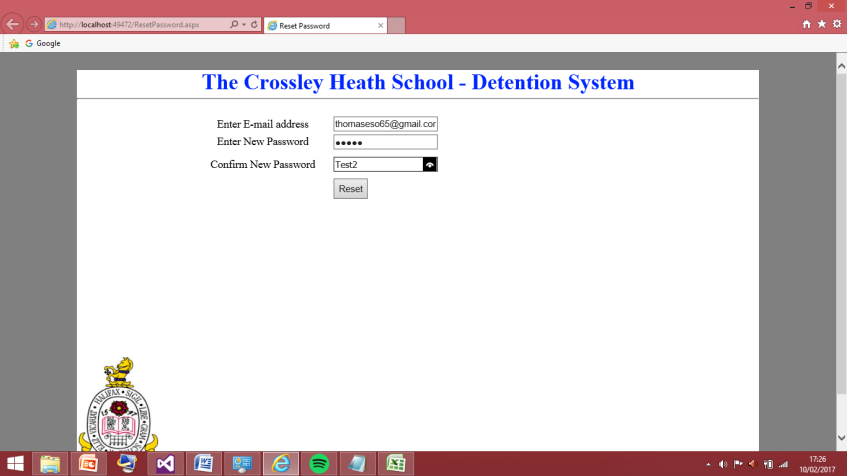 http://localhost:49472/ResetPassword.aspx
Reset Password
Google
The Crossley Heath School - Detention System
Enter E-mail address thomaseso65@gmail.cor
Enter New Password
Confirm New Password Test2
Reset
HALIFAX
17:26
10/02/2017